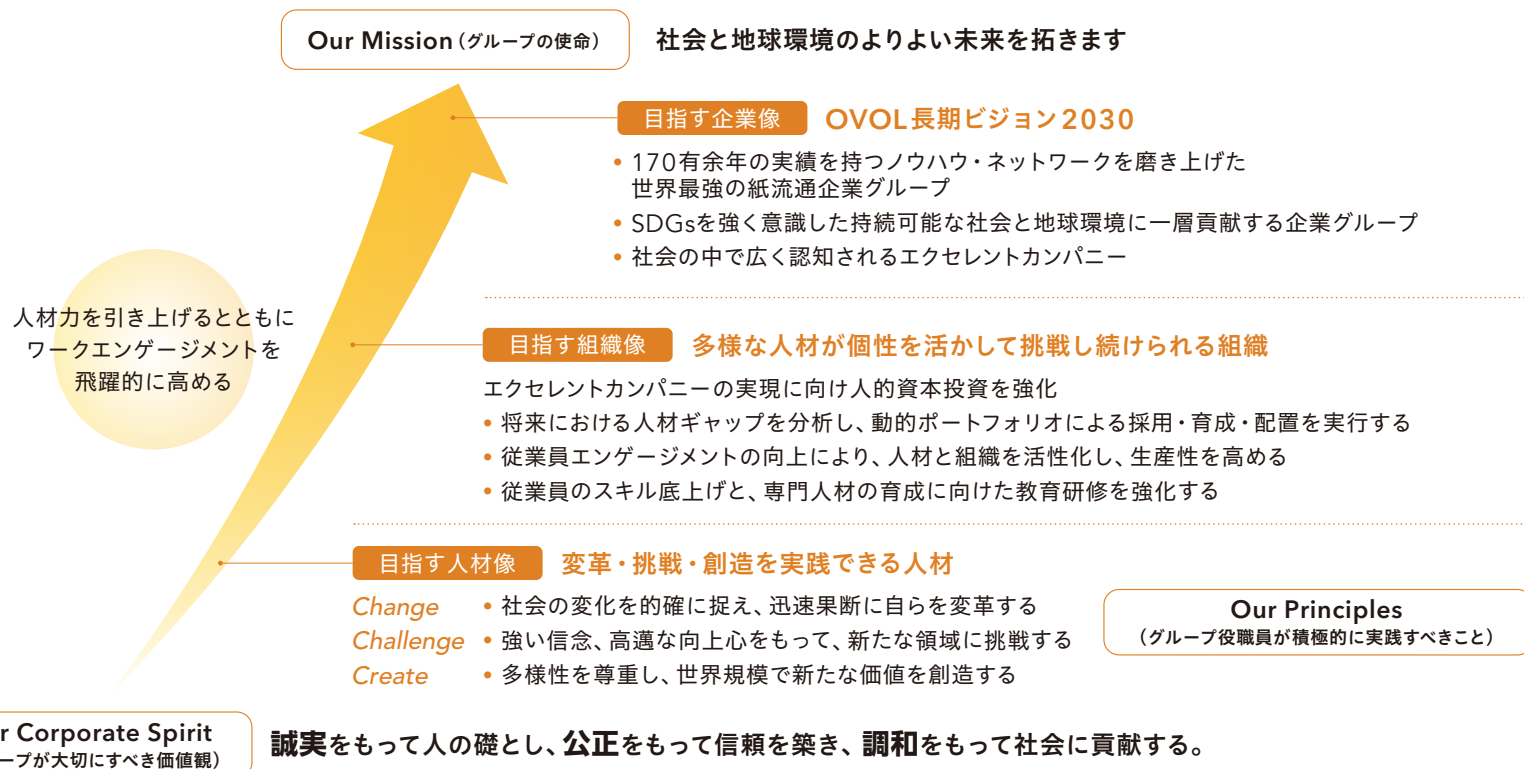 Our Mission（グループの使命）
社会と地球環境のよりよい未来を拓きます
目指す企業像
OVOL長期ビジョン2030
• 170有余年の実績を持つノウハウ・ネットワークを磨き上げた
世界最強の紙流通企業グループ
• SDGsを強く意識した持続可能な社会と地球環境に一層貢献する企業グループ
• 社会の中で広く認知されるエクセレントカンパニー
人材力を引き上げるとともに
ワークエンゲージメントを
飛躍的に高める
目指す組織像
多様な人材が個性を活かして挑戦し続けられる組織
エクセレントカンパニーの実現に向け人的資本投資を強化
• 将来における人材ギャップを分析し、動的ポートフォリオによる採用・育成・配置を実行する
• 従業員エンゲージメントの向上により、人材と組織を活性化し、生産性を高める
• 従業員のスキル底上げと、専門人材の育成に向けた教育研修を強化する
目指す人材像
変革・挑戦・創造を実践できる人材
Change • 社会の変化を的確に捉え、迅速果断に自らを変革する
Challenge • 強い信念、高邁な向上心をもって、新たな領域に挑戦する
Create • 多様性を尊重し、世界規模で新たな価値を創造する
Our Principles
（グループ役職員が積極的に実践すべきこと）
r Corporate Spirit
ープが大切にすべき価値観）
誠実をもって人の礎とし、公正をもって信頼を築き、調和をもって社会に貢献する。